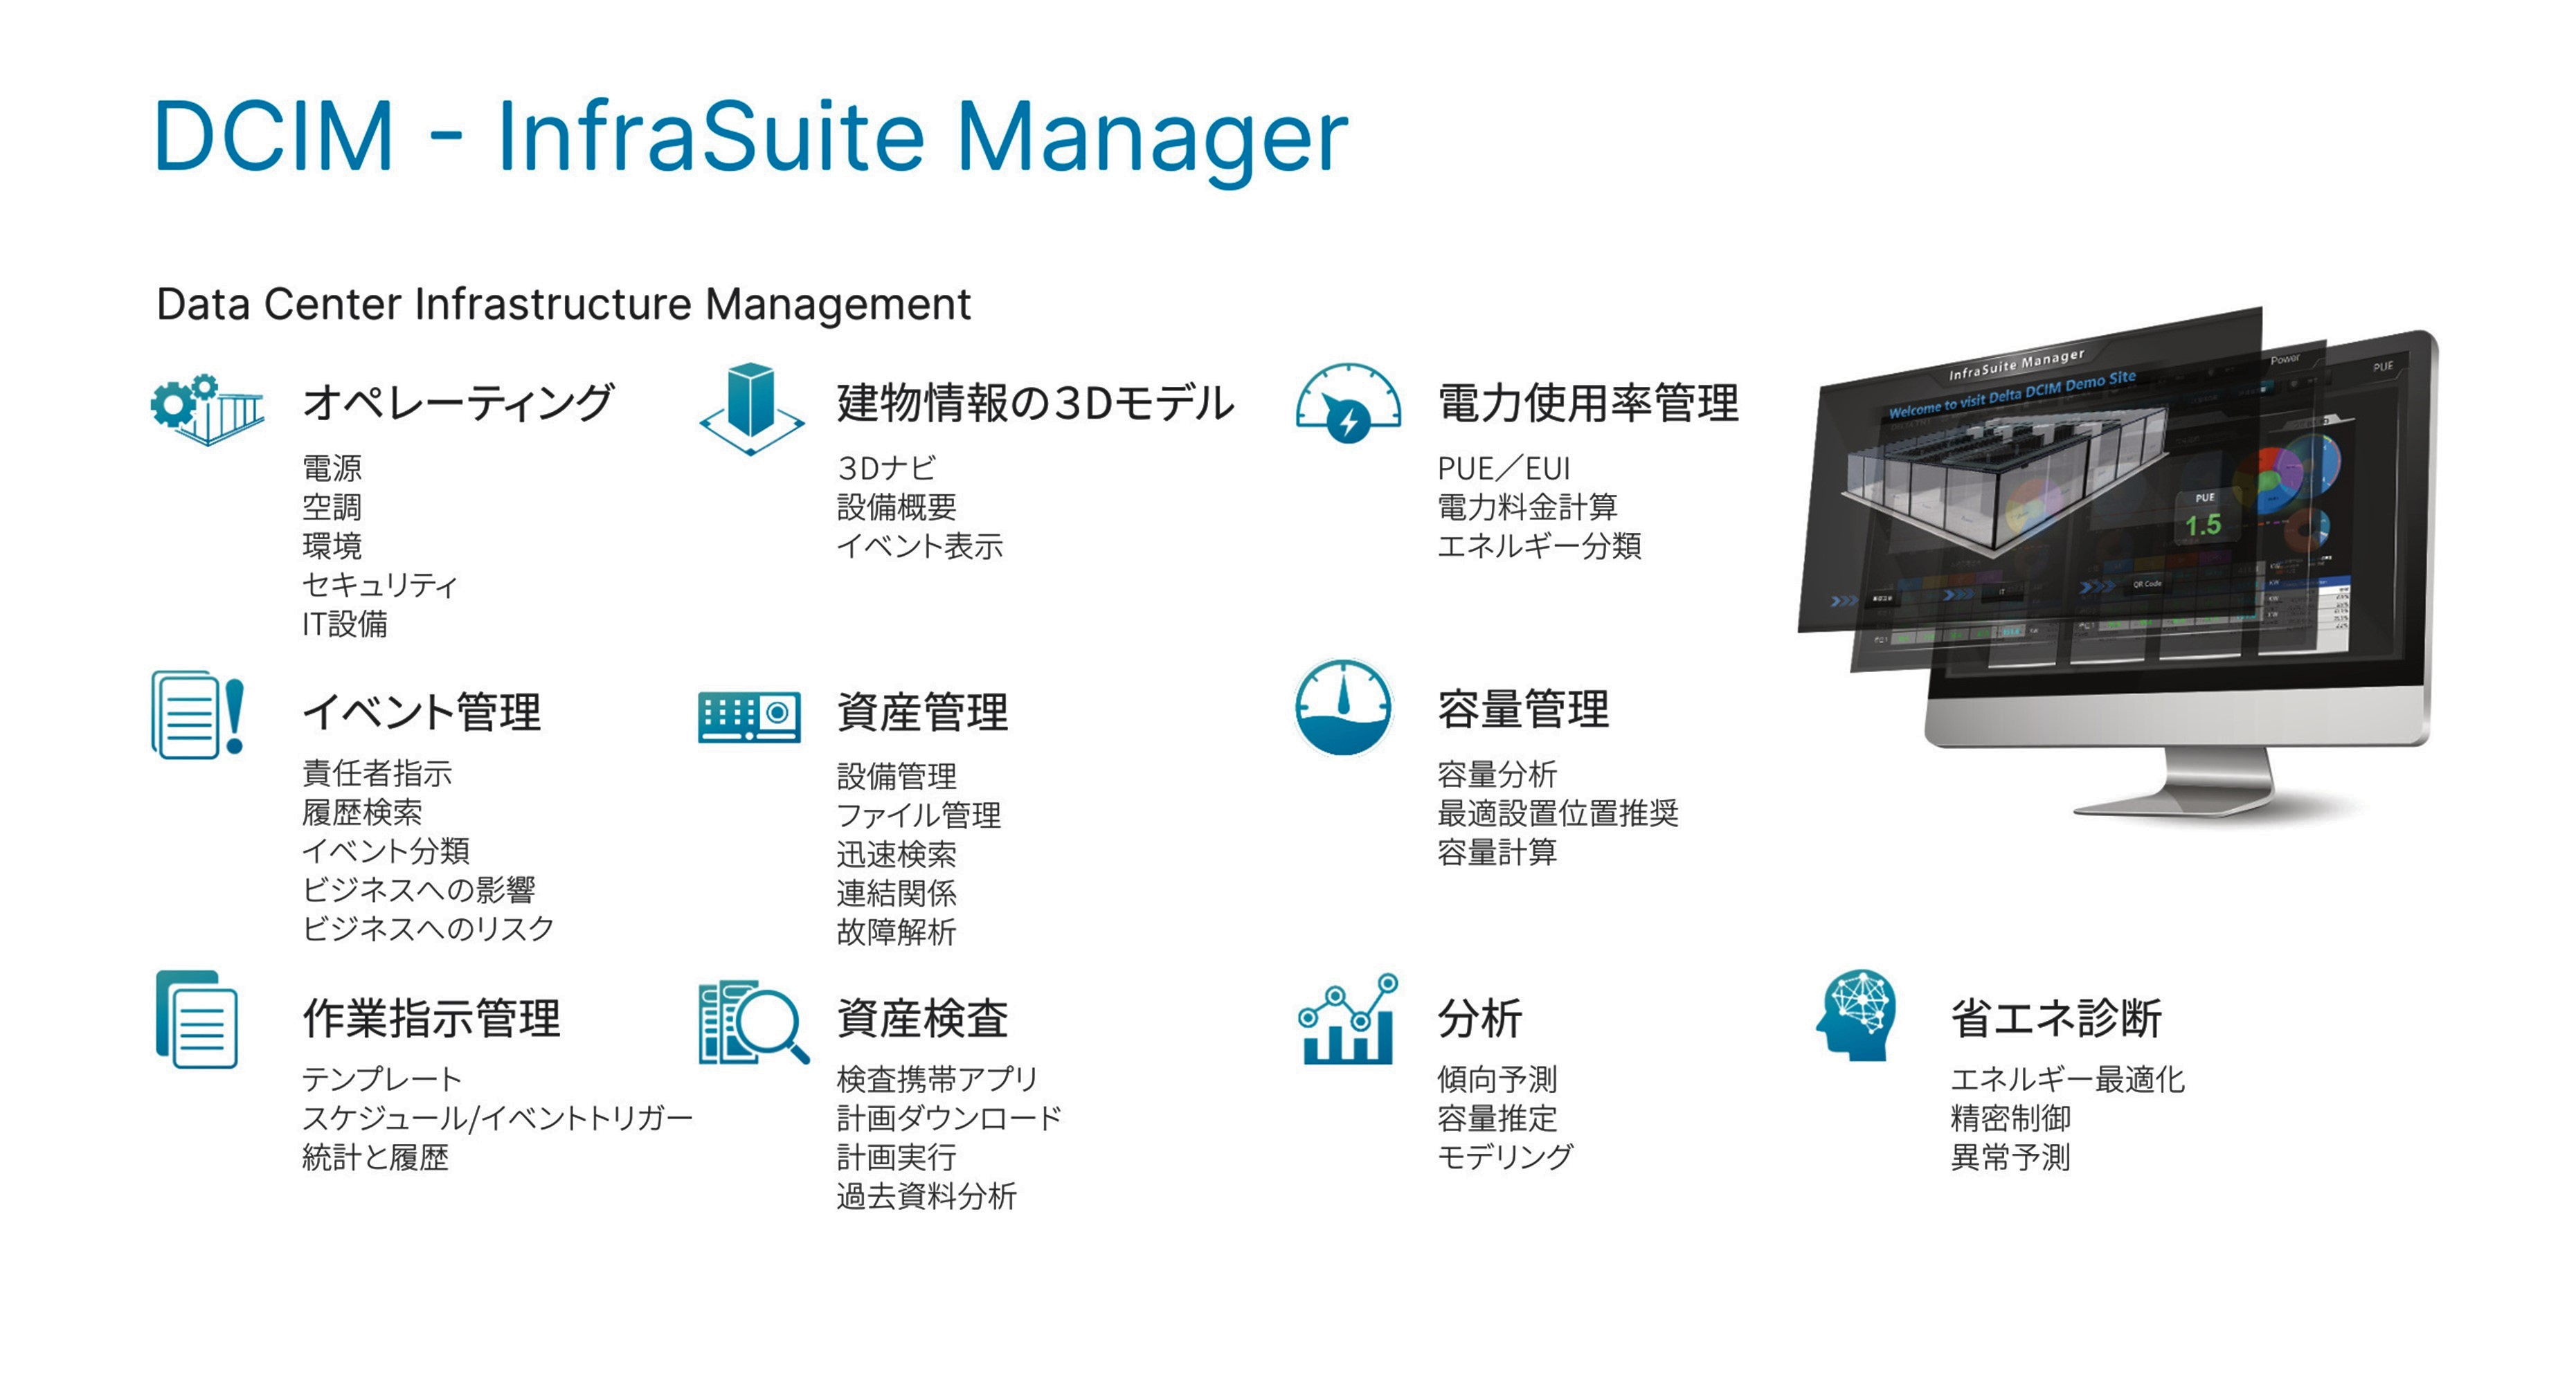 DCIM - InfraSuite Manager
Data Center Infrastructure Management
オペレーティング
電源
空調
環境
セキュリティ
IT設備
建物情報の3Dモデル
3Dナビ
設備概要
イベント表示
電力使用率管理
PUE／EUI
電力料金計算
エネルギー分類
InfraSuite Manager
Welcome to visit Delta DCIM Demo Site
Power
PUE
PUE
1.5
IT
QR Code
イベント管理
責任者指示
履歴検索
イベント分類
ビジネスへの影響
ビジネスへのリスク
資産管理
設備管理
ファイル管理
迅速検索
連結関係
故障解析
容量管理
容量分析
最適設置位置推奨
容量計算
作業指示管理
テンプレート
スケジュール/イベントトリガー
統計と履歴
資産検査
検査携帯アプリ
計画ダウンロード
計画実行
過去資料分析
分析
傾向予測
容量推定
モデリング
省エネ診断
エネルギー最適化
精密制御
異常予測